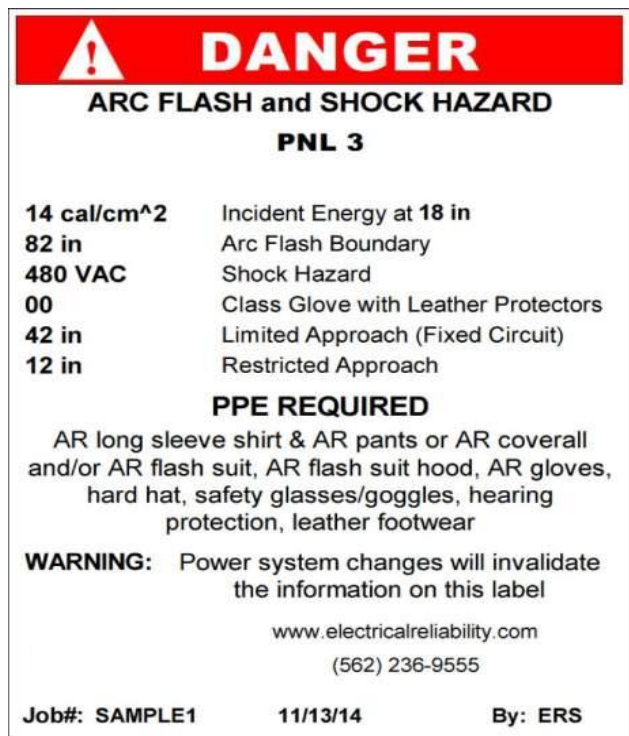 DANGER
ARC FLASH and SHOCK HAZARD
PNL 3
14 cal/cm^2 Incident Energy at 18 in
82 in Arc Flash Boundary
480 VAC Shock Hazard
00 Class Glove with Leather Protectors
42 in Limited Approach (Fixed Circuit)
12 in Restricted Approach
PPE REQUIRED
AR long sleeve shirt & AR pants or AR coverall
and/or AR flash suit, AR flash suit hood, AR gloves,
hard hat, safety glasses/goggles, hearing
protection, leather footwear
WARNING: Power system changes will invalidate
the information on this label
www.electricalreliability.com
(562) 236-9555
Job#: SAMPLE1 11/13/14 By: ERS